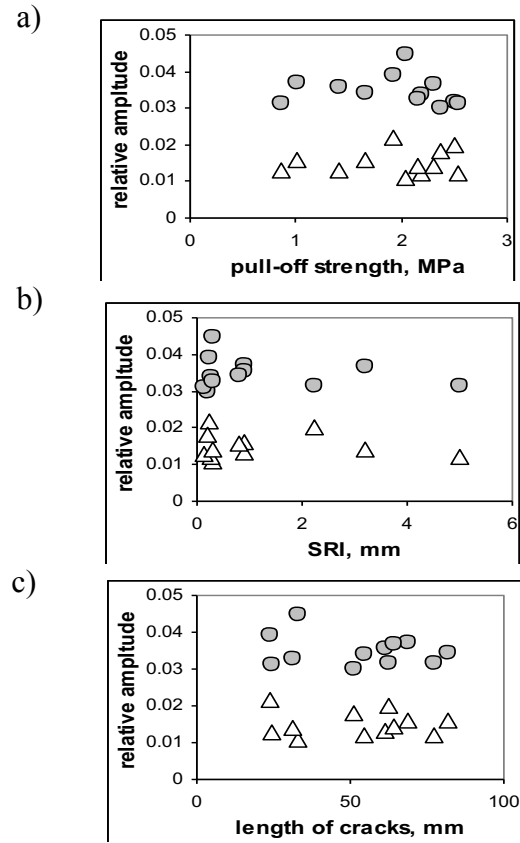 a)
relative ampltude
0.05
0.04
0.03
0.02
0.01
0
0 1 2 3
pull-off strength, MPa
b)
relative ampltude
0.05
0.04
0.03
0.02
0.01
0
0 2 4 6
SRI, mm
c)
relative ampltude
0.05
0.04
0.03
0.02
0.01
0
0 50 100
length of cracks, mm